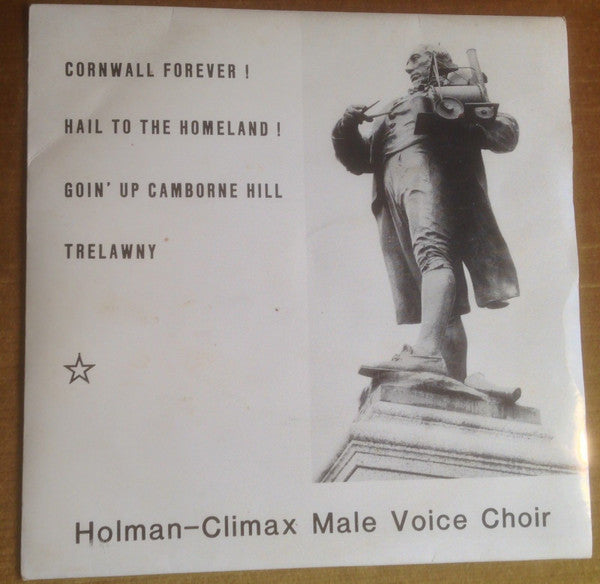 CORNWALL FOREVER !
HAIL TO THE HOMELAND !
GOIN' UP CAMBORNE HILL
TRELAWNY
Holman-Climax Male Voice Choir